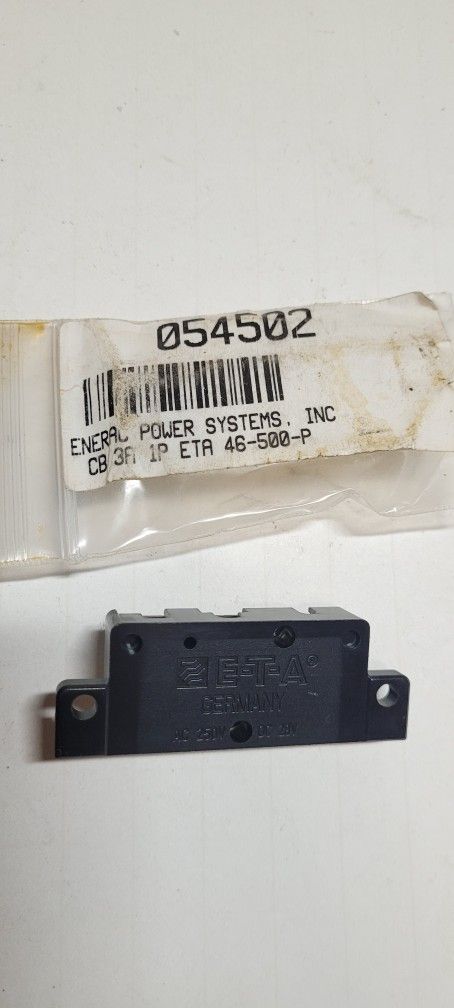 054502
ENERAC POWER SYSTEMS, INC
CB 3A 1P ETA 46-500-P
E-T-A®
GERMANY
AC 250V DC 28V